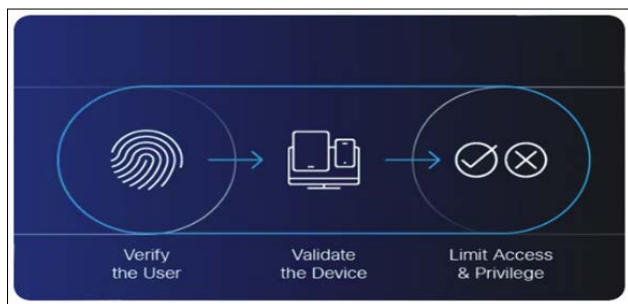 Verify
the User
Validate
the Device
Limit Access
& Privilege